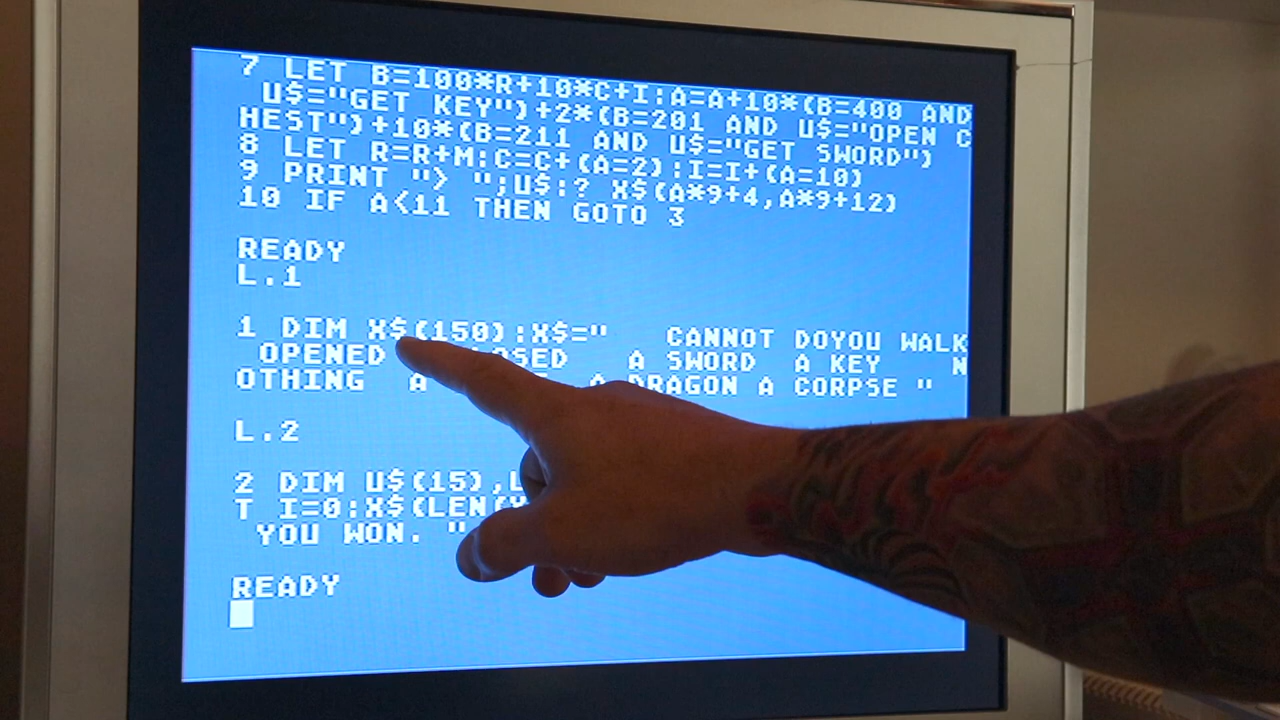 7 LET B=100*R+10*C+I:A=A+10*(B=400 AND
U$="GET KEY")+2*(B=201 AND U$="OPEN C
HEST")+10*(B=211 AND U$="GET SWORD")
8 LET R=R+M:C=C+(A=2):I=I+(A=10)
9 PRINT "> ";U$:? X$(A*9+4,A*9+12)
10 IF A<11 THEN GOTO 3
READY
L.1
1 DIM X$(150):X$=" CANNOT DOYOU WALK
OPENED A SWORD A KEY N
OTHING A A DRAGON A CORPSE "
L.2
2 DIM U$(15),L
T I=0:X$(LEN(X
YOU WON. "
READY